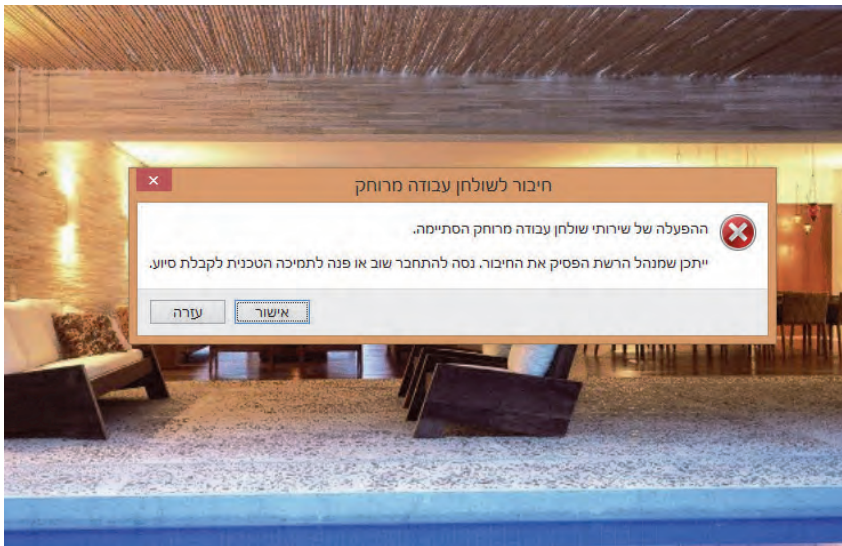 חיבור לשולחן עבודה מרוחק
ההפעלה של שירותי שולחן עבודה מרוחק הסתיימה.
ייתכן שמנהל הרשת הפסיק את החיבור. נסה להתחבר שוב או פנה לתמיכה הטכנית לקבלת סיוע.
אישור
עזרה